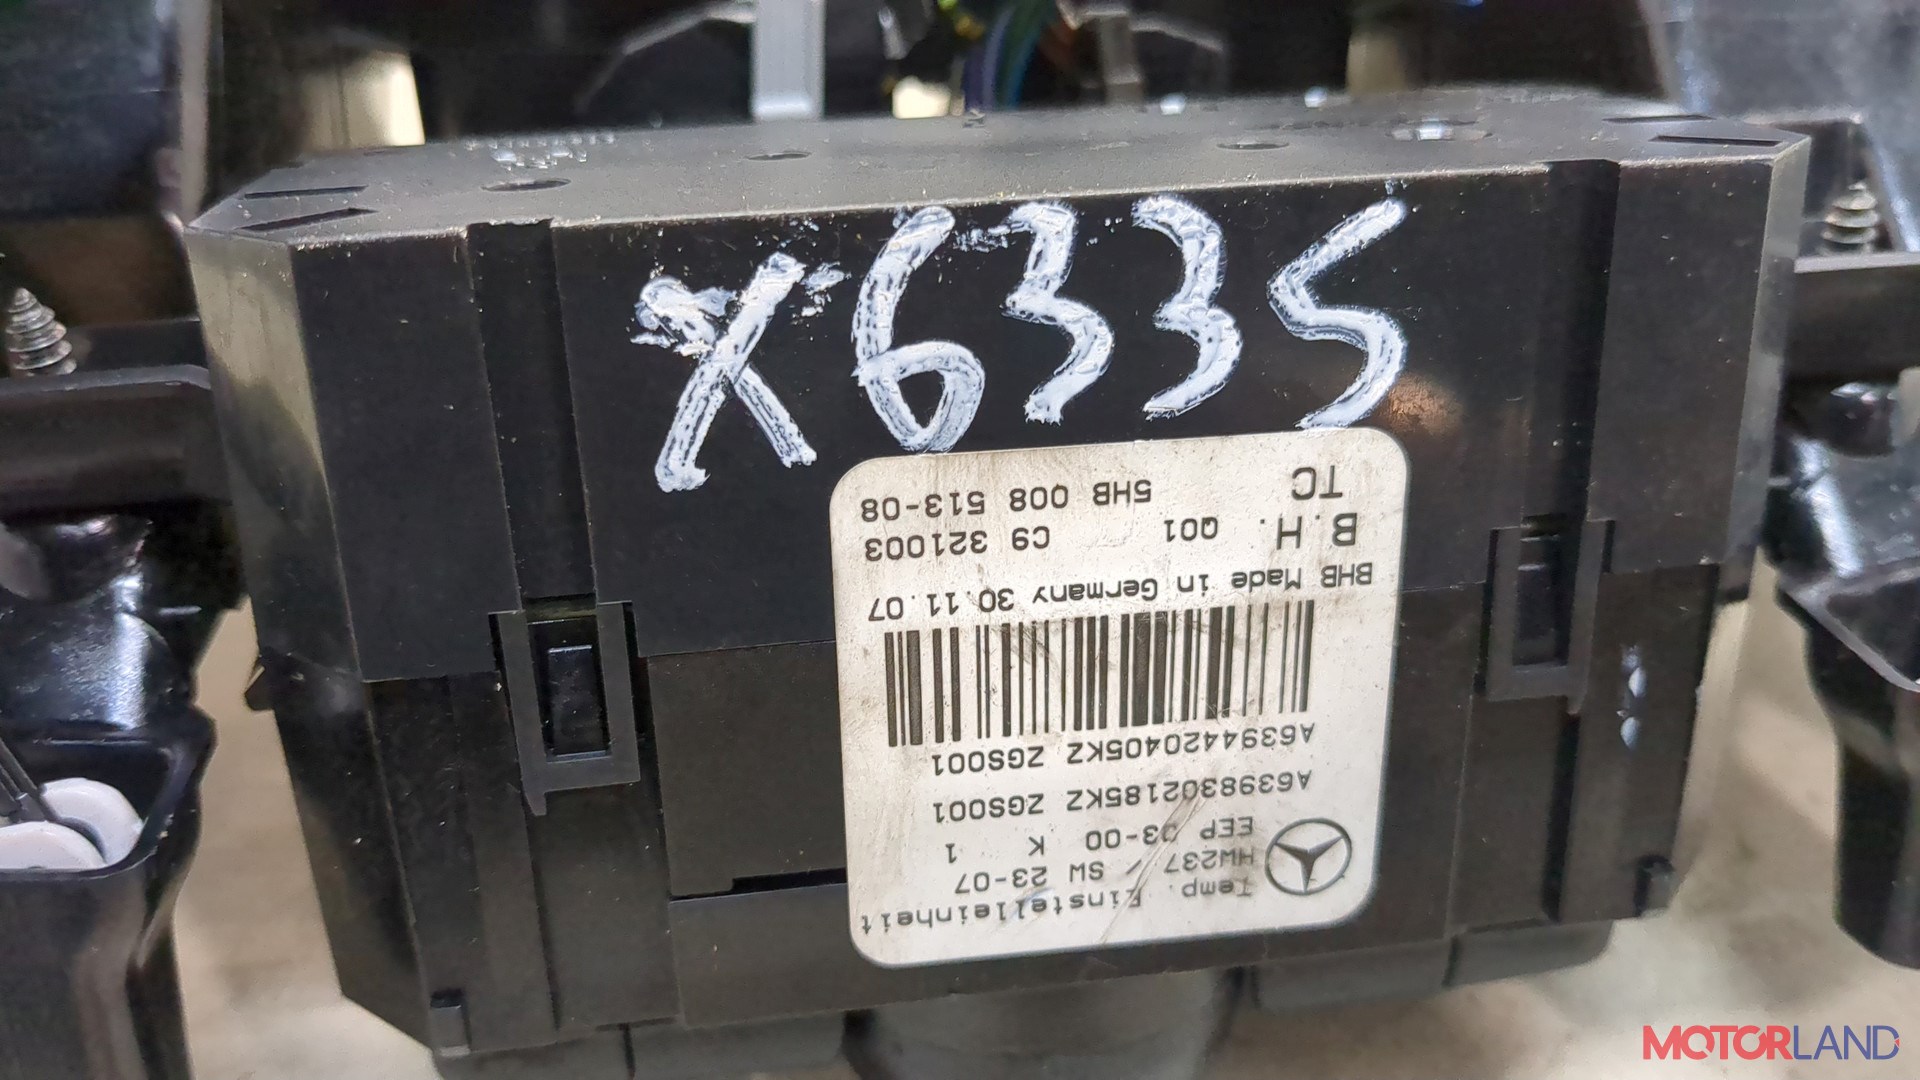 X6335
Temp. Einstelleinheit
HW237 / SW 23-07
EEP 03-00 K 1
A6398302185KZ ZGS001
A6394420405KZ ZGS001
BHB Made in Germany 30.11.07
B.H. Q01 C9 321003
TC 5HB 008 513-08
MOTORLAND